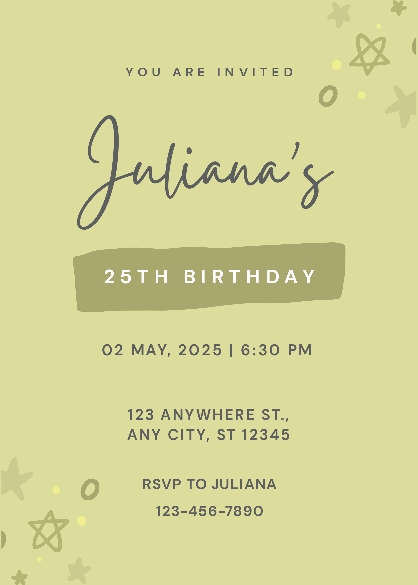 YOU ARE INVITED
Juliana's
25TH BIRTHDAY
02 MAY, 2025 | 6:30 PM
123 ANYWHERE ST.,
ANY CITY, ST 12345
RSVP TO JULIANA
123-456-7890